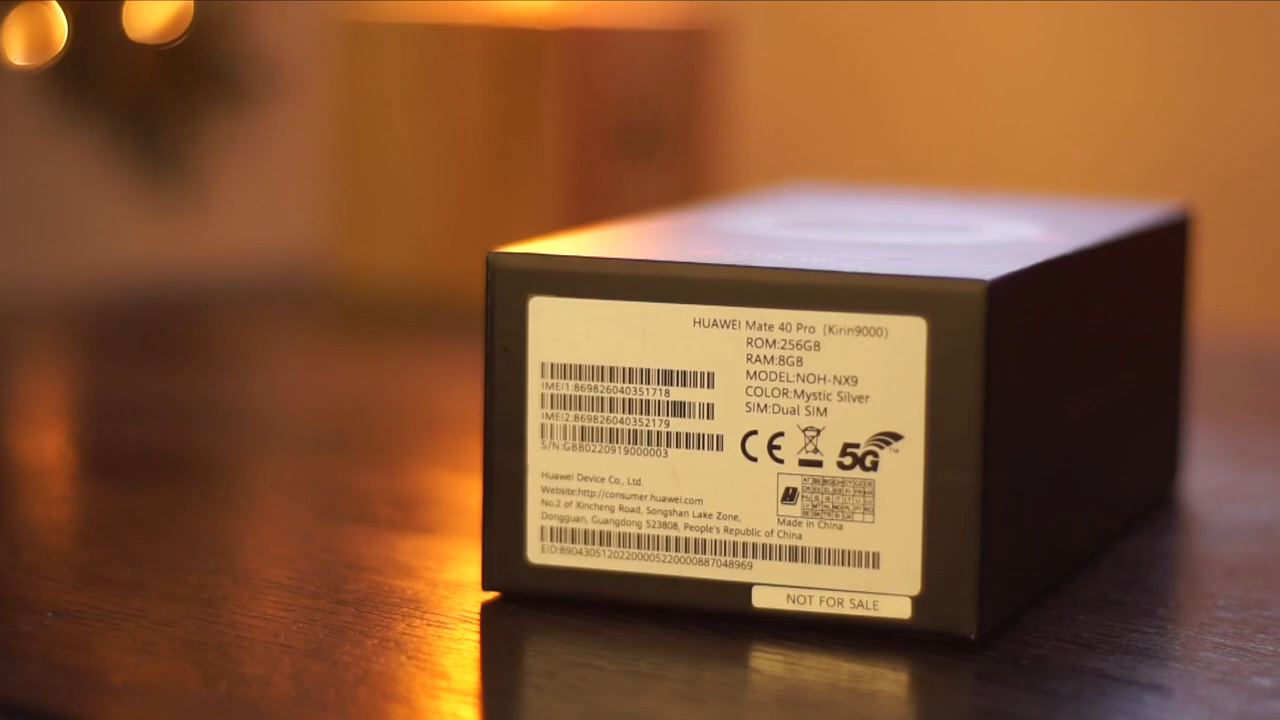 HUAWEI Mate 40 Pro (Kirin9000)
ROM:256GB
RAM:8GB
MODEL:NOH-NX9
COLOR:Mystic Silver
SIM:Dual SIM
IMEI1:869826040351718
IMEI2:869826040352179
S/N:GBB0220919000003
CE
5G™
Huawei Device Co., Ltd.
Website:http://consumer.huawei.com
No.2 of Xincheng Road, Songshan Lake Zone,
Dongguan, Guangdong 523808, People's Republic of China
Made in China
EID:89043051202200005220000887048969
NOT FOR SALE